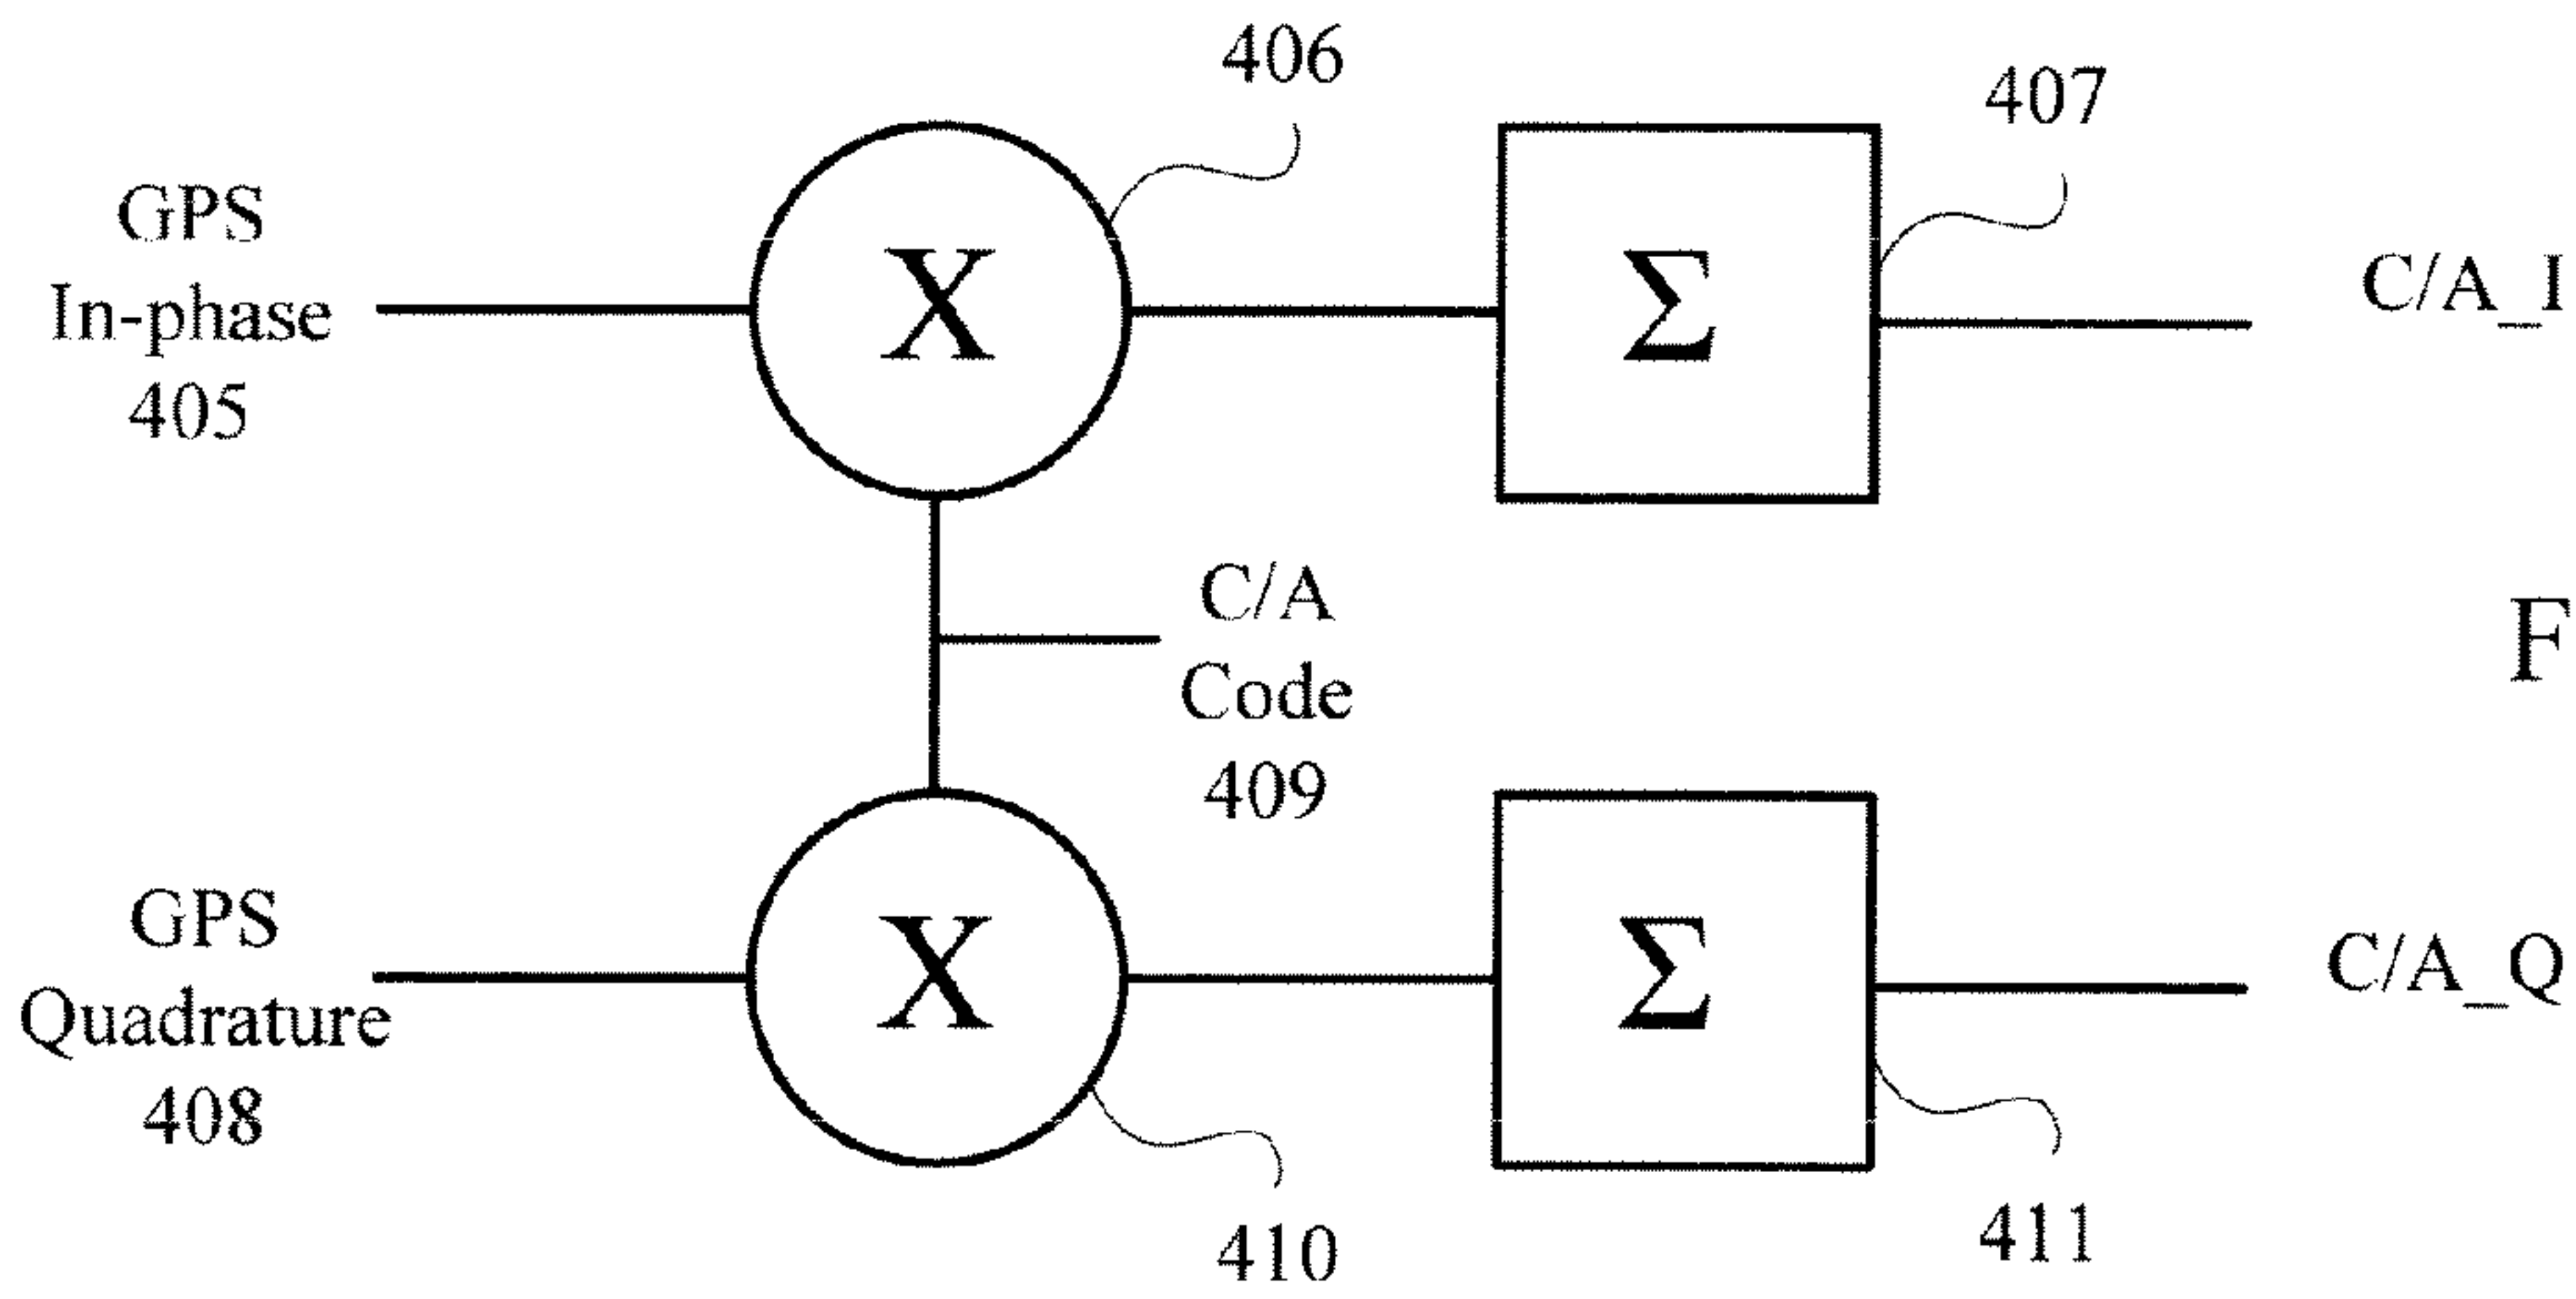 406
407
GPS
In-phase
405
X
Σ
C/A_I
C/A
Code
409
F
GPS
Quadrature
408
X
Σ
C/A_Q
410
411